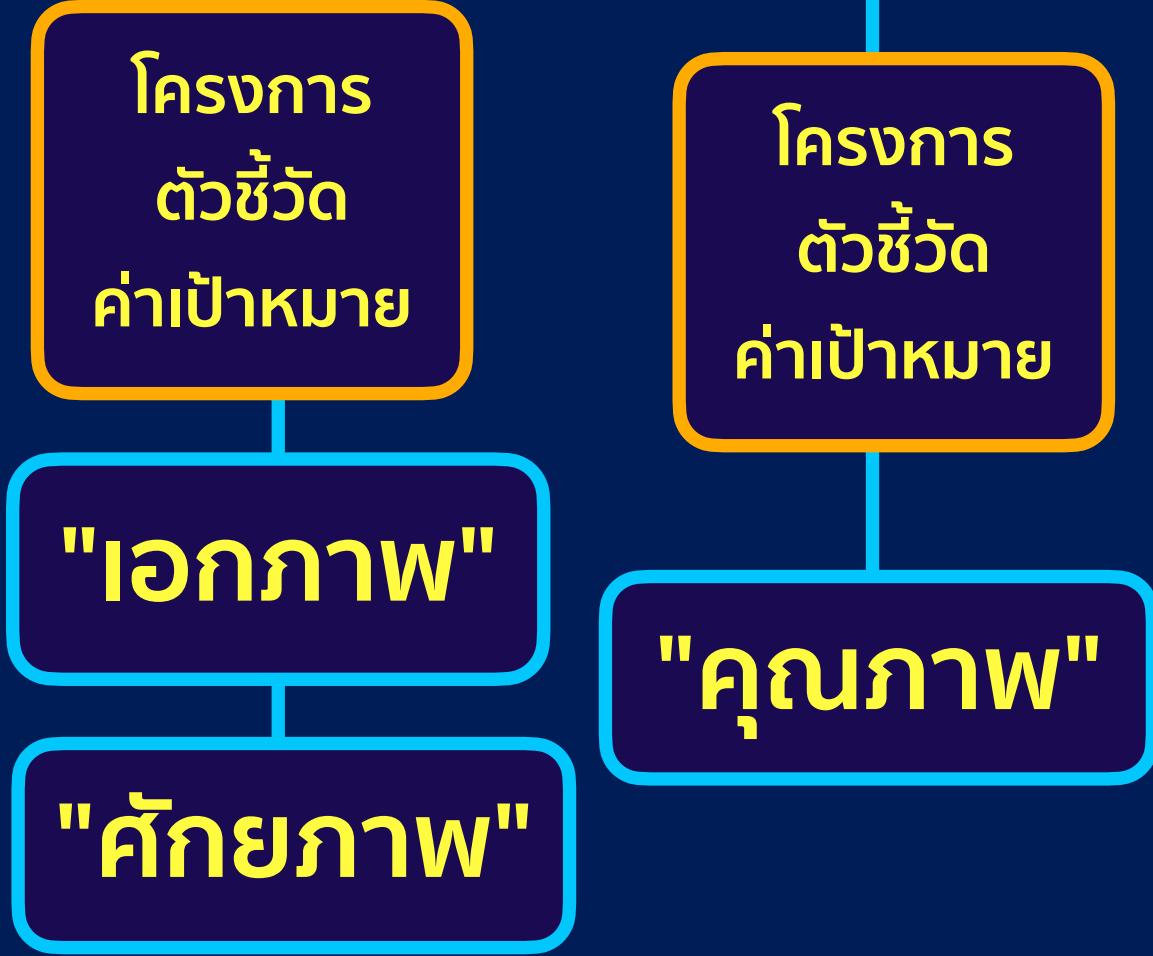 โครงการ
ตัวชี้วัด
ค่าเป้าหมาย
"เอกภาพ"
"ศักยภาพ"
โครงการ
ตัวชี้วัด
ค่าเป้าหมาย
"คุณภาพ"